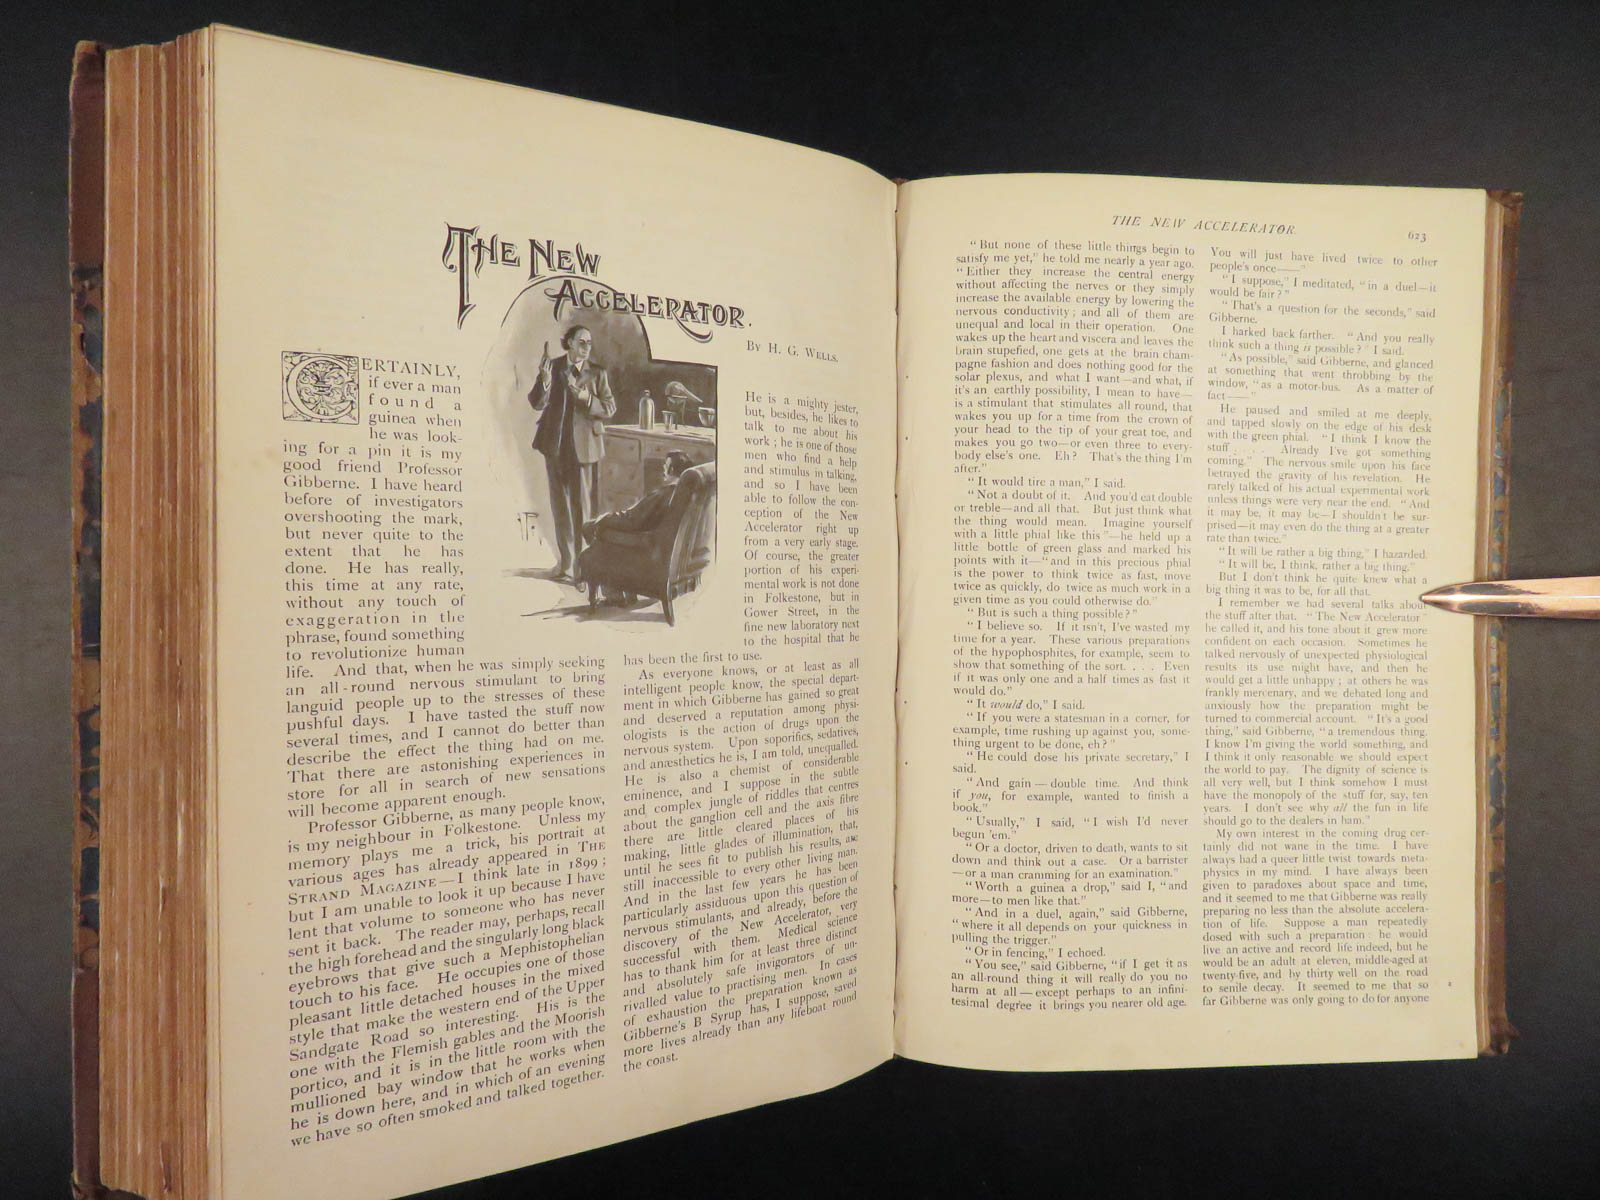 THE NEW
ACCELERATOR.
BY H. G. WELLS.
CERTAINLY,
if ever a man
found a
guinea when
he was look-
ing for a pin it is my
good friend Professor
Gibberne. I have heard
before of investigators
overshooting the mark,
but never quite to the
extent that he has
done. He has really,
this time at any rate,
without any touch of
exaggeration in the
phrase, found something
to revolutionize human
life. And that, when he was simply seeking
an all-round nervous stimulant to bring
languid people up to the stresses of these
pushful days. I have tasted the stuff now
several times, and I cannot do better than
describe the effect the thing had on me.
That there are astonishing experiences in
store for all in search of new sensations
will become apparent enough.
Professor Gibberne, as many people know,
is my neighbour in Folkestone. Unless my
memory plays me a trick, his portrait at
various ages has already appeared in THE
STRAND MAGAZINE—I think late in 1899;
but I am unable to look it up because I have
lent that volume to someone who has never
sent it back. The reader may, perhaps, recall
the high forehead and the singularly long black
eyebrows that give such a Mephistophelian
touch to his face. He occupies one of those
pleasant little detached houses in the mixed
style that make the western end of the Upper
Sandgate Road so interesting. His is the
one with the Flemish gables and the Moorish
portico, and it is in the little room with the
mullioned bay window that he works when
he is down here, and in which of an evening
we have so often smoked and talked together.
He is a mighty jester,
but, besides, he likes to
talk to me about his
work; he is one of those
men who find a help
and stimulus in talking,
and so I have been
able to follow the con-
ception of the New
Accelerator right up
from a very early stage.
Of course, the greater
portion of his experi-
mental work is not done
in Folkestone, but in
Gower Street, in the
fine new laboratory next
to the hospital that he
has been the first to use.
As everyone knows, or at least as all
intelligent people know, the special depart-
ment in which Gibberne has gained so great
and deserved a reputation among physi-
ologists is the action of drugs upon the
nervous system. Upon soporifics, sedatives,
and anæsthetics he is, I am told, unequalled.
He is also a chemist of considerable
eminence, and I suppose in the subtle
and complex jungle of riddles that centres
about the ganglion cell and the axis fibre
there are little cleared places of his
making, little glades of illumination, that,
until he sees fit to publish his results, are
still inaccessible to every other living man.
And in the last few years he has been
particularly assiduous upon this question of
nervous stimulants, and already, before the
discovery of the New Accelerator, very
successful with them. Medical science
has to thank him for at least three distinct
and absolutely safe invigorators of un-
rivalled value to practising men. In cases
of exhaustion the preparation known as
Gibberne's B Syrup has, I suppose, saved
more lives already than any lifeboat round
the coast.
THE NEW ACCELERATOR. 623
"But none of these little things begin to
satisfy me yet," he told me nearly a year ago.
"Either they increase the central energy
without affecting the nerves or they simply
increase the available energy by lowering the
nervous conductivity; and all of them are
unequal and local in their operation. One
wakes up the heart and viscera and leaves the
brain stupefied, one gets at the brain cham-
pagne fashion and does nothing good for the
solar plexus, and what I want—and what, if
it's an earthly possibility, I mean to have—
is a stimulant that stimulates all round, that
wakes you up for a time from the crown of
your head to the tip of your great toe, and
makes you go two—or even three to every-
body else's one. Eh? That's the thing I'm
after."
"It would tire a man," I said.
"Not a doubt of it. And you'd eat double
or treble—and all that. But just think what
the thing would mean. Imagine yourself
with a little phial like this"—he held up a
little bottle of green glass and marked his
points with it—"and in this precious phial
is the power to think twice as fast, move
twice as quickly, do twice as much work in a
given time as you could otherwise do."
"But is such a thing possible?"
"I believe so. If it isn't, I've wasted my
time for a year. These various preparations
of the hypophosphites, for example, seem to
show that something of the sort. . . . Even
if it was only one and a half times as fast it
would do."
"It would do," I said.
"If you were a statesman in a corner, for
example, time rushing up against you, some-
thing urgent to be done, eh?"
"He could dose his private secretary," I
said.
"And gain—double time. And think
if you, for example, wanted to finish a
book."
"Usually," I said, "I wish I'd never
begun 'em."
"Or a doctor, driven to death, wants to sit
down and think out a case. Or a barrister
—or a man cramming for an examination."
"Worth a guinea a drop," said I, "and
more—to men like that."
"And in a duel, again," said Gibberne,
"where it all depends on your quickness in
pulling the trigger."
"Or in fencing," I echoed.
"You see," said Gibberne, "if I get it as
an all-round thing it will really do you no
harm at all—except perhaps to an infini-
tesimal degree it brings you nearer old age.
You will just have lived twice to other
people's once——"
"I suppose," I meditated, "in a duel—it
would be fair?"
"That's a question for the seconds," said
Gibberne.
I harked back farther. "And you really
think such a thing is possible?" I said.
"As possible," said Gibberne, and glanced
at something that went throbbing by the
window, "as a motor-bus. As a matter of
fact——"
He paused and smiled at me deeply,
and tapped slowly on the edge of his desk
with the green phial. "I think I know the
stuff . . . . Already I've got something
coming." The nervous smile upon his face
betrayed the gravity of his revelation. He
rarely talked of his actual experimental work
unless things were very near the end. "And
it may be, it may be—I shouldn't be sur-
prised—it may even do the thing at a greater
rate than twice."
"It will be rather a big thing," I hazarded.
"It will be, I think, rather a big thing."
But I don't think he quite knew what a
big thing it was to be, for all that.
I remember we had several talks about
the stuff after that. "The New Accelerator"
he called it, and his tone about it grew more
confident on each occasion. Sometimes he
talked nervously of unexpected physiological
results its use might have, and then he
would get a little unhappy; at others he was
frankly mercenary, and we debated long and
anxiously how the preparation might be
turned to commercial account. "It's a good
thing," said Gibberne, "a tremendous thing.
I know I'm giving the world something, and
I think it only reasonable we should expect
the world to pay. The dignity of science is
all very well, but I think somehow I must
have the monopoly of the stuff for, say, ten
years. I don't see why all the fun in life
should go to the dealers in ham."
My own interest in the coming drug cer-
tainly did not wane in the time. I have
always had a queer little twist towards meta-
physics in my mind. I have always been
given to paradoxes about space and time,
and it seemed to me that Gibberne was really
preparing no less than the absolute accelera-
tion of life. Suppose a man repeatedly
dosed with such a preparation: he would
live an active and record life indeed, but he
would be an adult at eleven, middle-aged at
twenty-five, and by thirty well on the road
to senile decay. It seemed to me that so
far Gibberne was only going to do for anyone